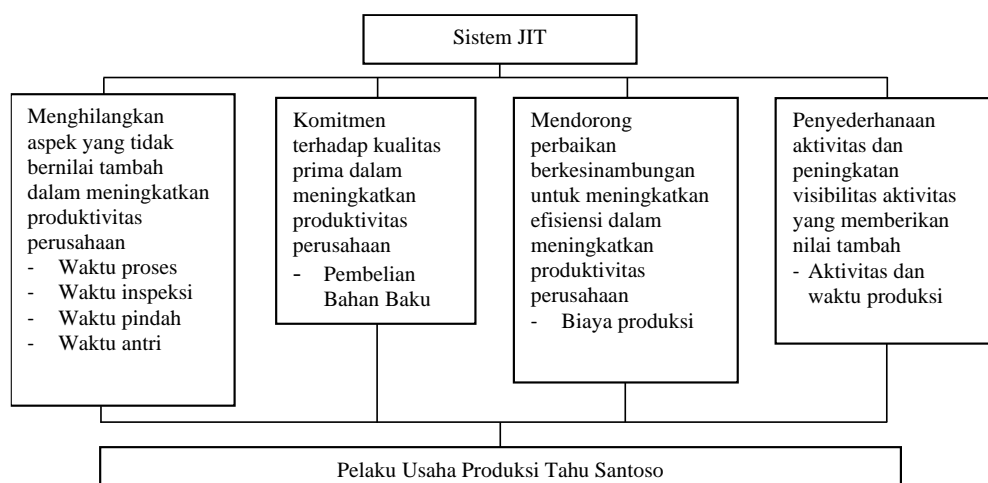 Sistem JIT
Menghilangkan
aspek yang tidak
bernilai tambah
dalam meningkatkan
produktivitas
perusahaan
- Waktu proses
- Waktu inspeksi
- Waktu pindah
- Waktu antri
Komitmen
terhadap kualitas
prima dalam
meningkatkan
produktivitas
perusahaan
- Pembelian
Bahan Baku
Mendorong
perbaikan
berkesinambungan
untuk meningkatkan
efisiensi dalam
meningkatkan
produktivitas
perusahaan
- Biaya produksi
Penyederhanaan
aktivitas dan
peningkatan
visibilitas aktivitas
yang memberikan
nilai tambah
- Aktivitas dan
waktu produksi
Pelaku Usaha Produksi Tahu Santoso